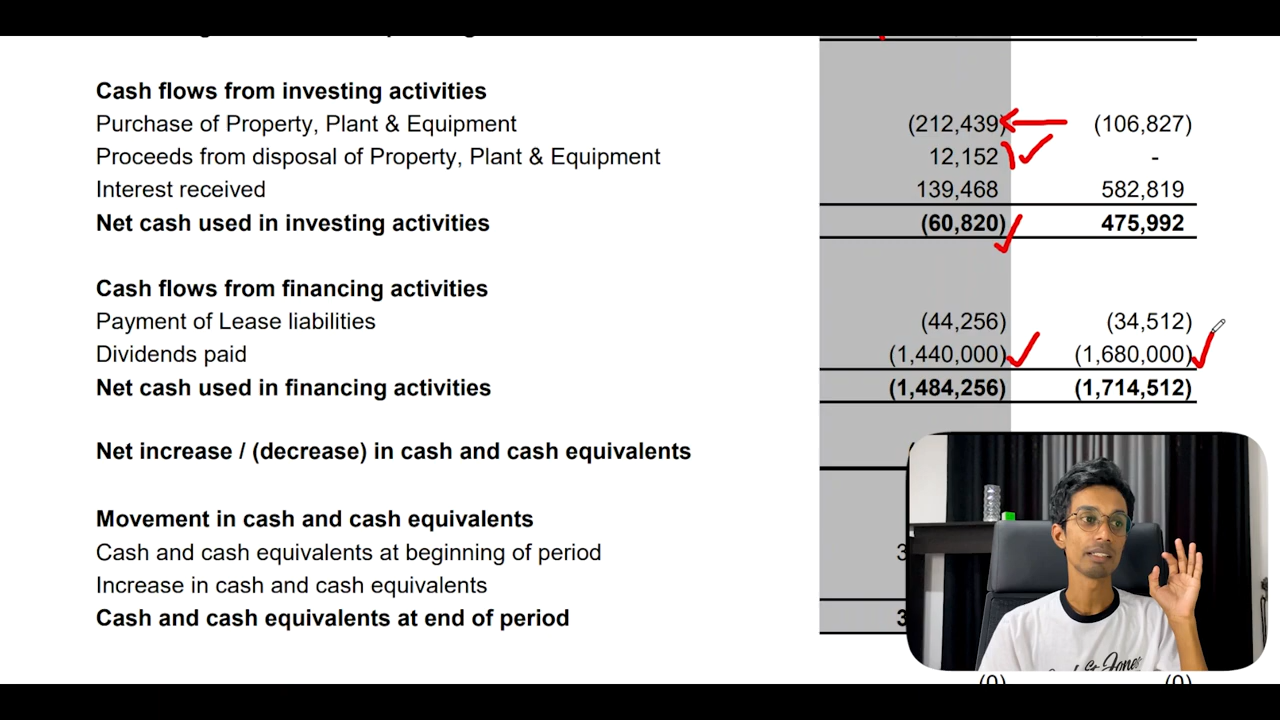 Cash flows from investing activities
Purchase of Property, Plant & Equipment (212,439) (106,827)
Proceeds from disposal of Property, Plant & Equipment 12,152 -
Interest received 139,468 582,819
Net cash used in investing activities (60,820) 475,992
Cash flows from financing activities
Payment of Lease liabilities (44,256) (34,512)
Dividends paid (1,440,000) (1,680,000)
Net cash used in financing activities (1,484,256) (1,714,512)
Net increase / (decrease) in cash and cash equivalents
Movement in cash and cash equivalents
Cash and cash equivalents at beginning of period 3
Increase in cash and cash equivalents
Cash and cash equivalents at end of period 3
(0) (0)